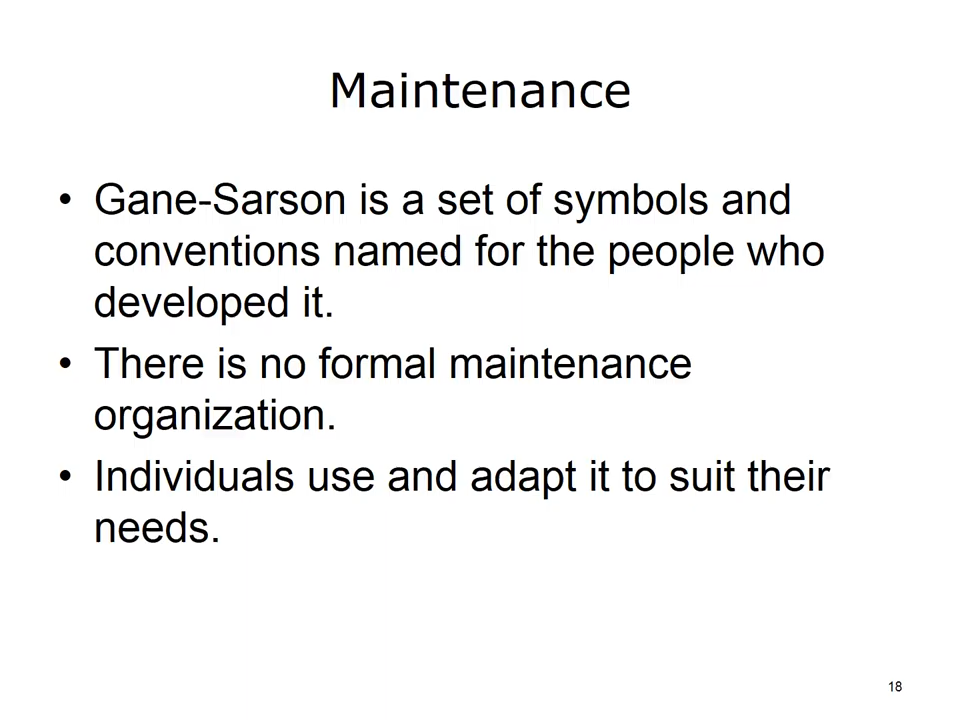 Maintenance
• Gane-Sarson is a set of symbols and
conventions named for the people who
developed it.
• There is no formal maintenance
organization.
• Individuals use and adapt it to suit their
needs.
18